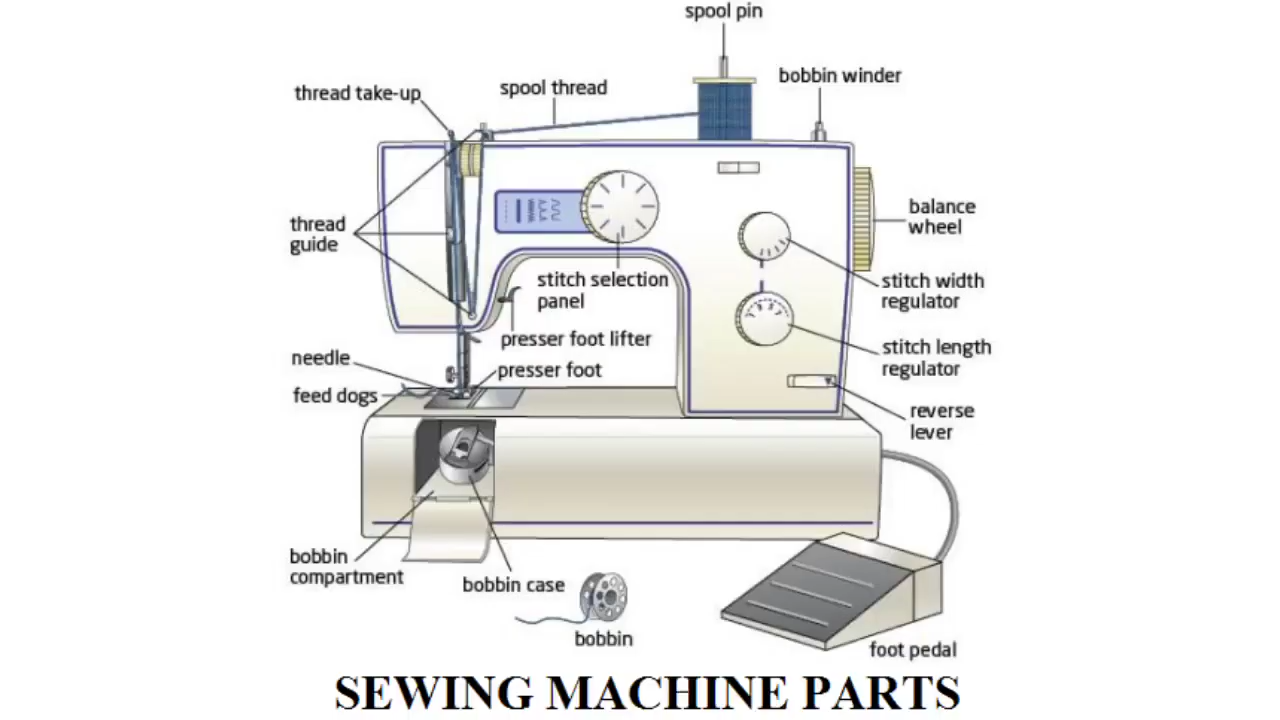 spool pin
bobbin winder
spool thread
thread take-up
thread
guide
balance
wheel
stitch selection
panel
stitch width
regulator
presser foot lifter
stitch length
regulator
needle
presser foot
feed dogs
reverse
lever
bobbin
compartment
bobbin case
bobbin
foot pedal
SEWING MACHINE PARTS